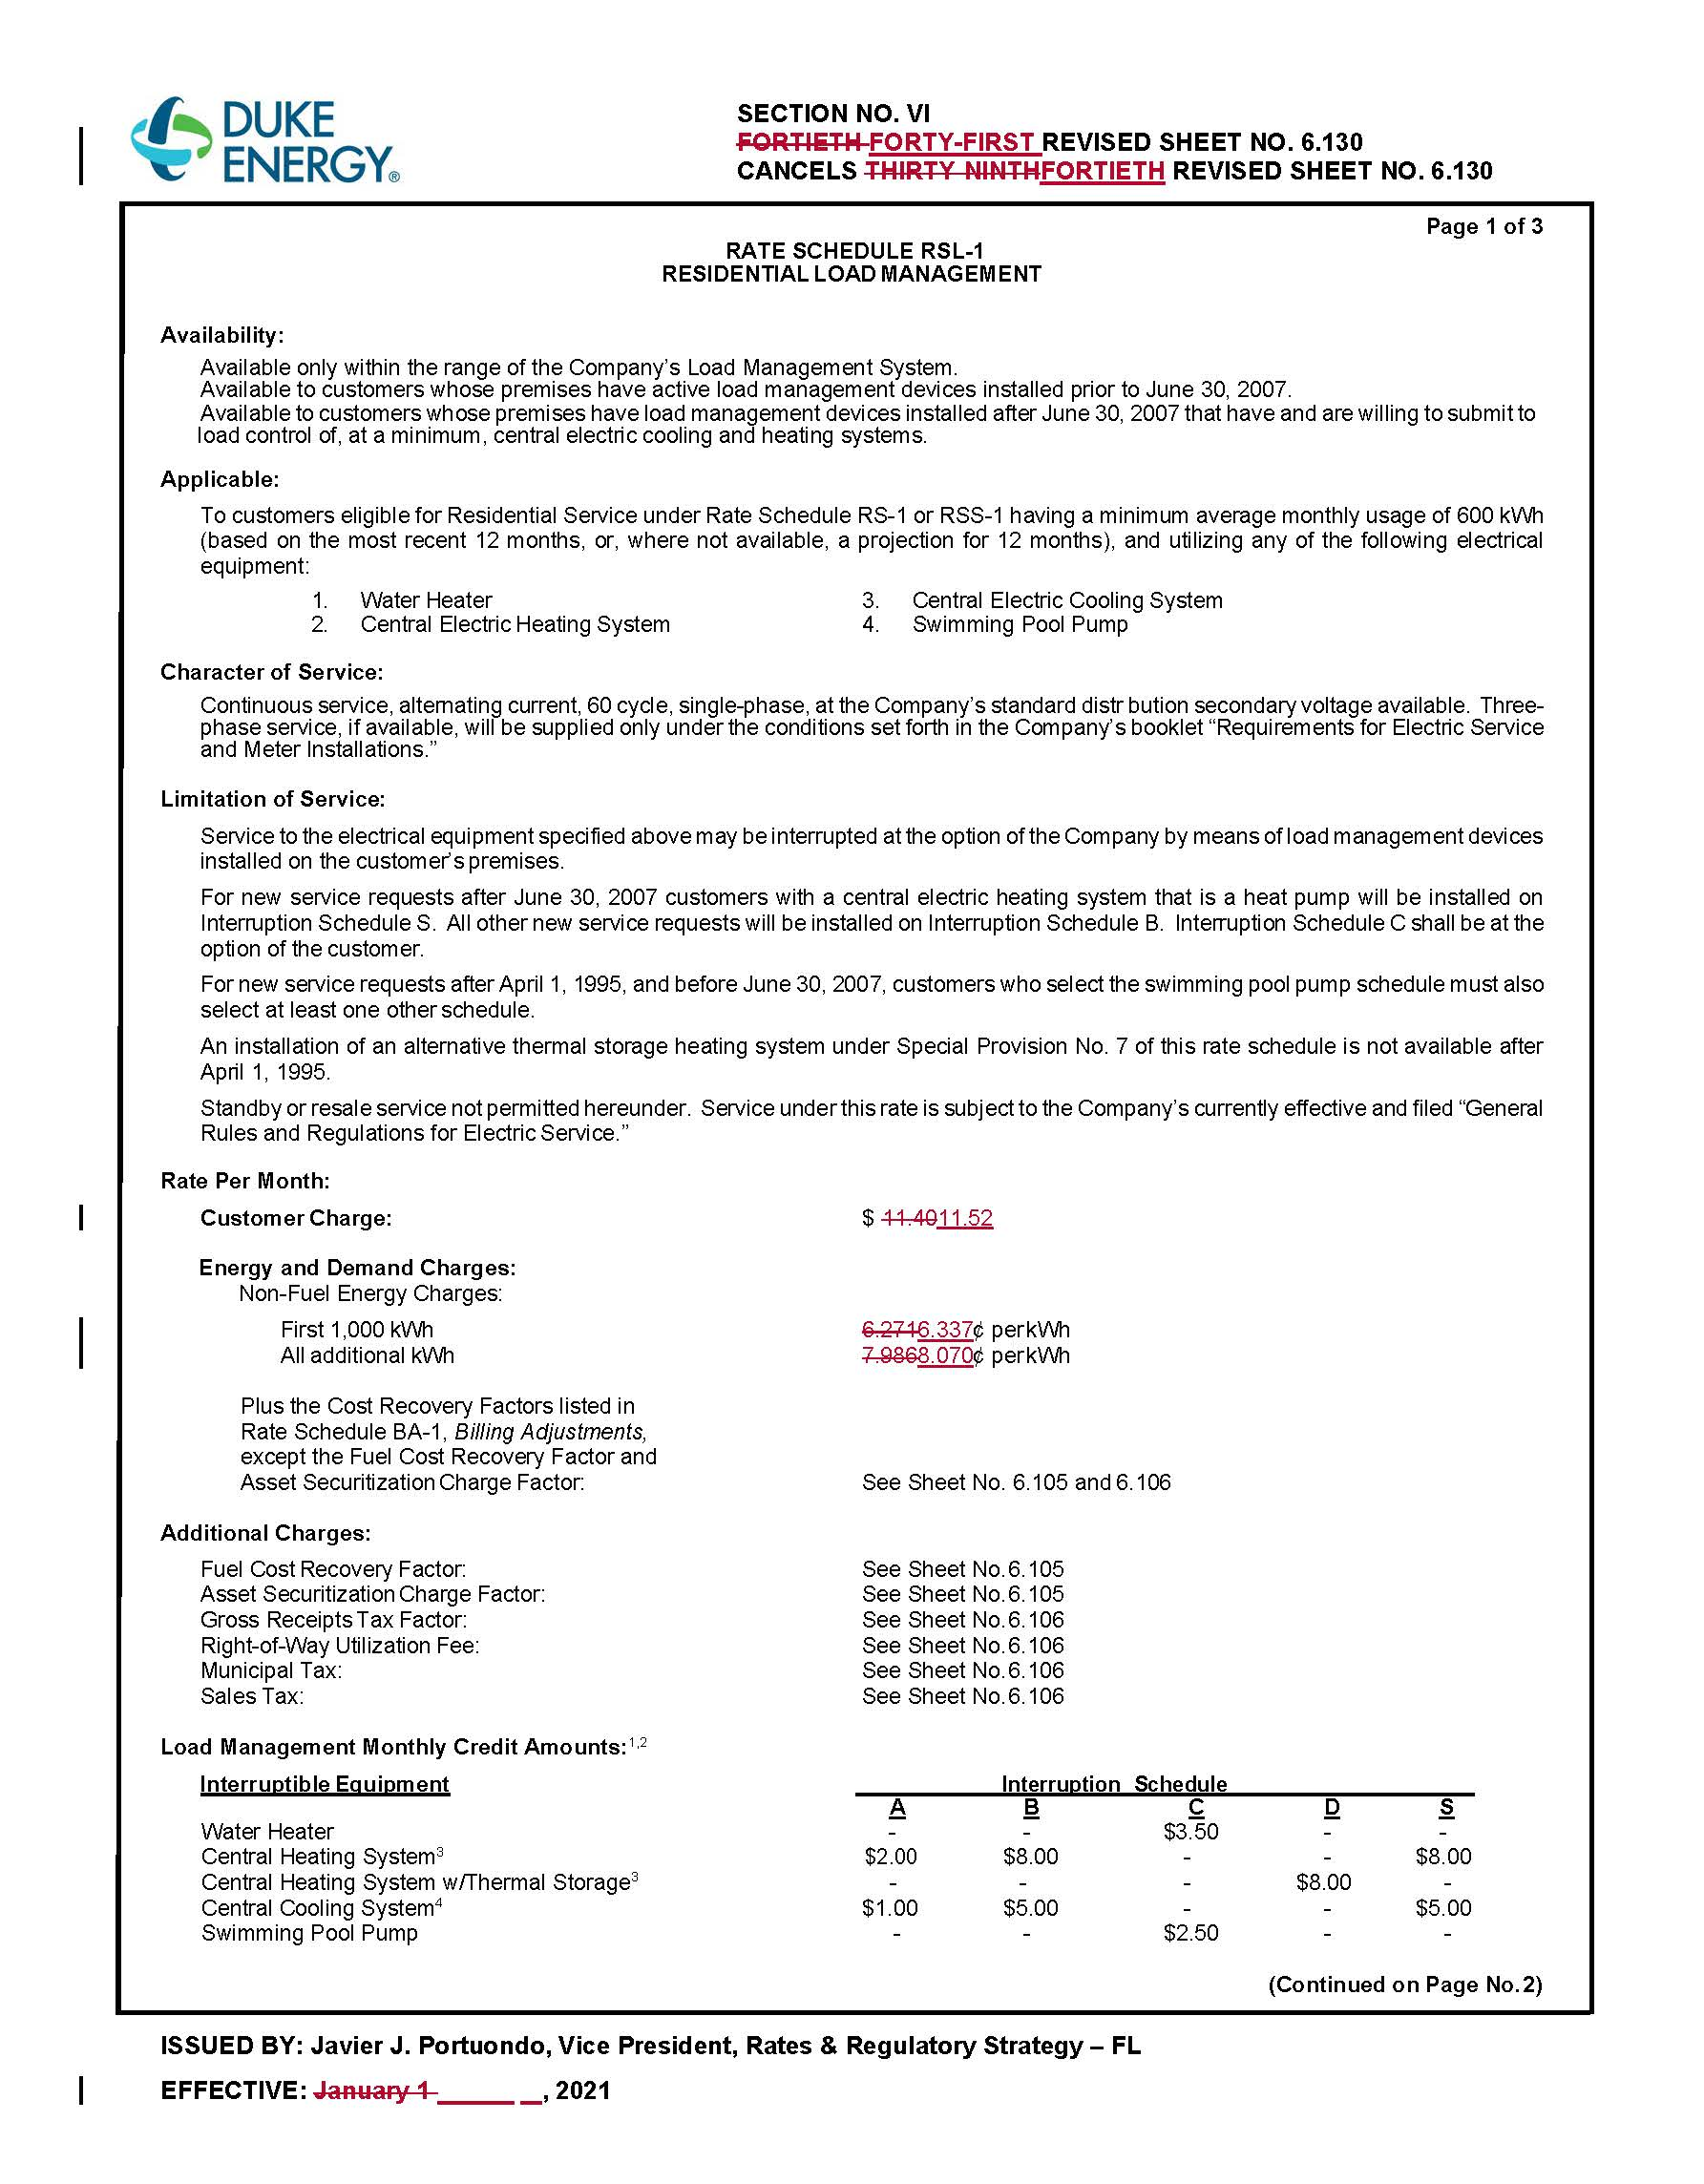 DUKE
ENERGY®
SECTION NO. VI
FORTIETH FORTY-FIRST REVISED SHEET NO. 6.130
CANCELS THIRTY NINTHFORTIETH REVISED SHEET NO. 6.130
Page 1 of 3
RATE SCHEDULE RSL-1
RESIDENTIAL LOAD MANAGEMENT
Availability:
Available only within the range of the Company's Load Management System.
Available to customers whose premises have active load management devices installed prior to June 30, 2007.
Available to customers whose premises have load management devices installed after June 30, 2007 that have and are willing to submit to
load control of, at a minimum, central electric cooling and heating systems.
Applicable:
To customers eligible for Residential Service under Rate Schedule RS-1 or RSS-1 having a minimum average monthly usage of 600 kWh
(based on the most recent 12 months, or, where not available, a projection for 12 months), and utilizing any of the following electrical
equipment:
1. Water Heater 3. Central Electric Cooling System
2. Central Electric Heating System 4. Swimming Pool Pump
Character of Service:
Continuous service, alternating current, 60 cycle, single-phase, at the Company's standard distr bution secondary voltage available. Three-
phase service, if available, will be supplied only under the conditions set forth in the Company's booklet "Requirements for Electric Service
and Meter Installations."
Limitation of Service:
Service to the electrical equipment specified above may be interrupted at the option of the Company by means of load management devices
installed on the customer's premises.
For new service requests after June 30, 2007 customers with a central electric heating system that is a heat pump will be installed on
Interruption Schedule S. All other new service requests will be installed on Interruption Schedule B. Interruption Schedule C shall be at the
option of the customer.
For new service requests after April 1, 1995, and before June 30, 2007, customers who select the swimming pool pump schedule must also
select at least one other schedule.
An installation of an alternative thermal storage heating system under Special Provision No. 7 of this rate schedule is not available after
April 1, 1995.
Standby or resale service not permitted hereunder. Service under this rate is subject to the Company's currently effective and filed "General
Rules and Regulations for Electric Service."
Rate Per Month:
Customer Charge: $ 11.4011.52
Energy and Demand Charges:
Non-Fuel Energy Charges:
First 1,000 kWh 6.2716.337¢ per kWh
All additional kWh 7.9868.070¢ per kWh
Plus the Cost Recovery Factors listed in
Rate Schedule BA-1, Billing Adjustments,
except the Fuel Cost Recovery Factor and
Asset Securitization Charge Factor: See Sheet No. 6.105 and 6.106
Additional Charges:
Fuel Cost Recovery Factor: See Sheet No. 6.105
Asset Securitization Charge Factor: See Sheet No. 6.105
Gross Receipts Tax Factor: See Sheet No. 6.106
Right-of-Way Utilization Fee: See Sheet No. 6.106
Municipal Tax: See Sheet No. 6.106
Sales Tax: See Sheet No. 6.106
Load Management Monthly Credit Amounts:1,2
Interruptible Equipment Interruption Schedule
A B C D S
Water Heater - - $3.50 - -
Central Heating System3 $2.00 $8.00 - - $8.00
Central Heating System w/Thermal Storage3 - - - $8.00 -
Central Cooling System4 $1.00 $5.00 - - $5.00
Swimming Pool Pump - - $2.50 - -
(Continued on Page No. 2)
ISSUED BY: Javier J. Portuondo, Vice President, Rates & Regulatory Strategy – FL
EFFECTIVE: January 1 ______ __, 2021